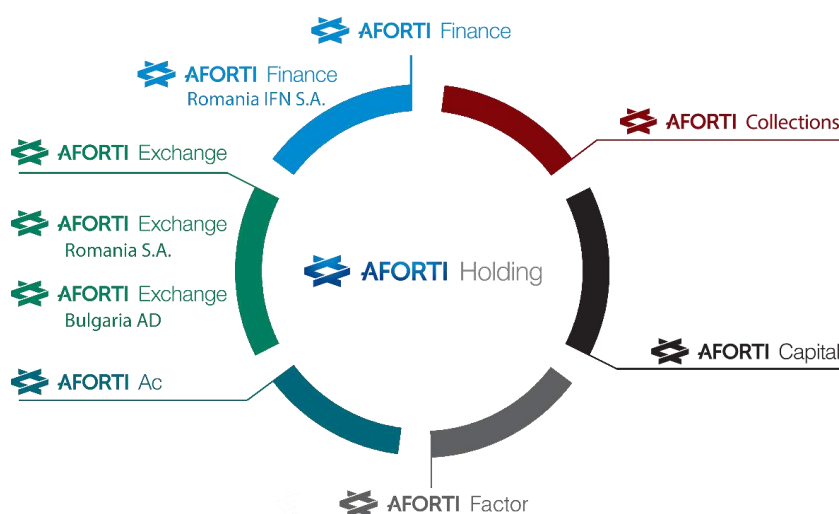 AFORTI Finance
AFORTI Finance
Romania IFN S.A.
AFORTI Collections
AFORTI Exchange
AFORTI Exchange
Romania S.A.
AFORTI Holding
AFORTI Exchange
Bulgaria AD
AFORTI Capital
AFORTI Ac
AFORTI Factor